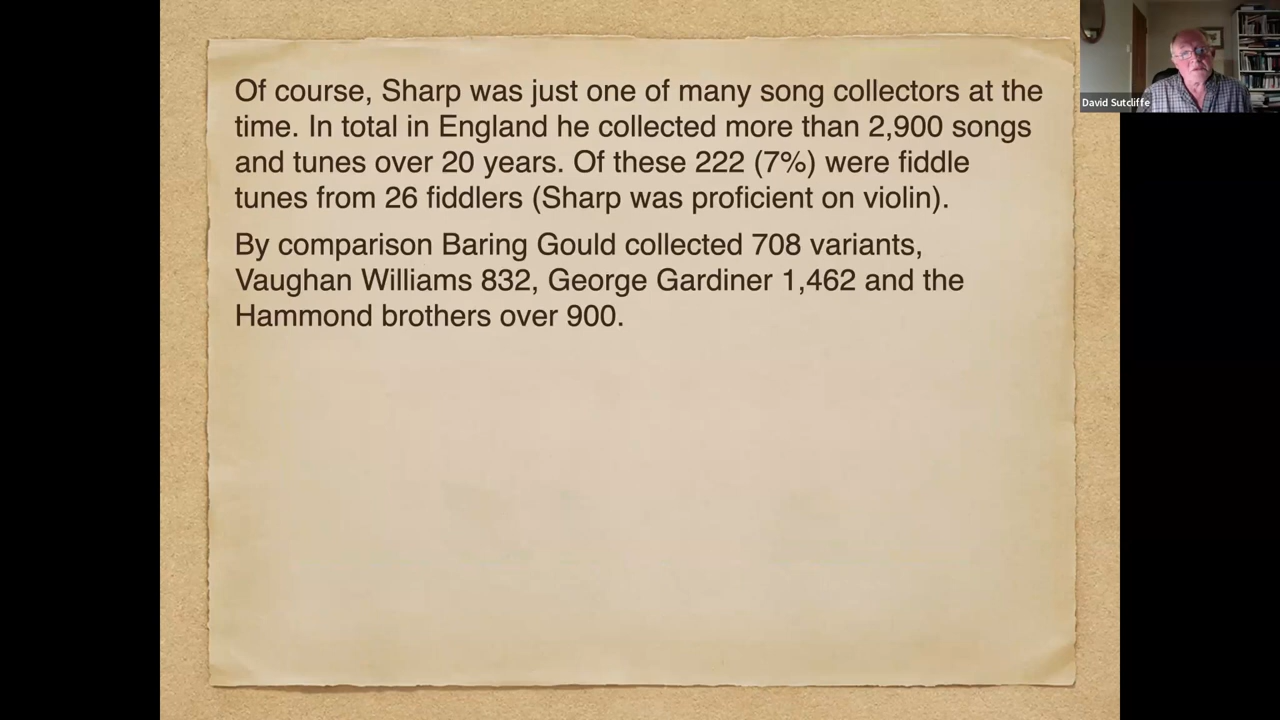 Of course, Sharp was just one of many song collectors at the
time. In total in England he collected more than 2,900 songs
and tunes over 20 years. Of these 222 (7%) were fiddle
tunes from 26 fiddlers (Sharp was proficient on violin).
By comparison Baring Gould collected 708 variants,
Vaughan Williams 832, George Gardiner 1,462 and the
Hammond brothers over 900.
David Sutcliffe